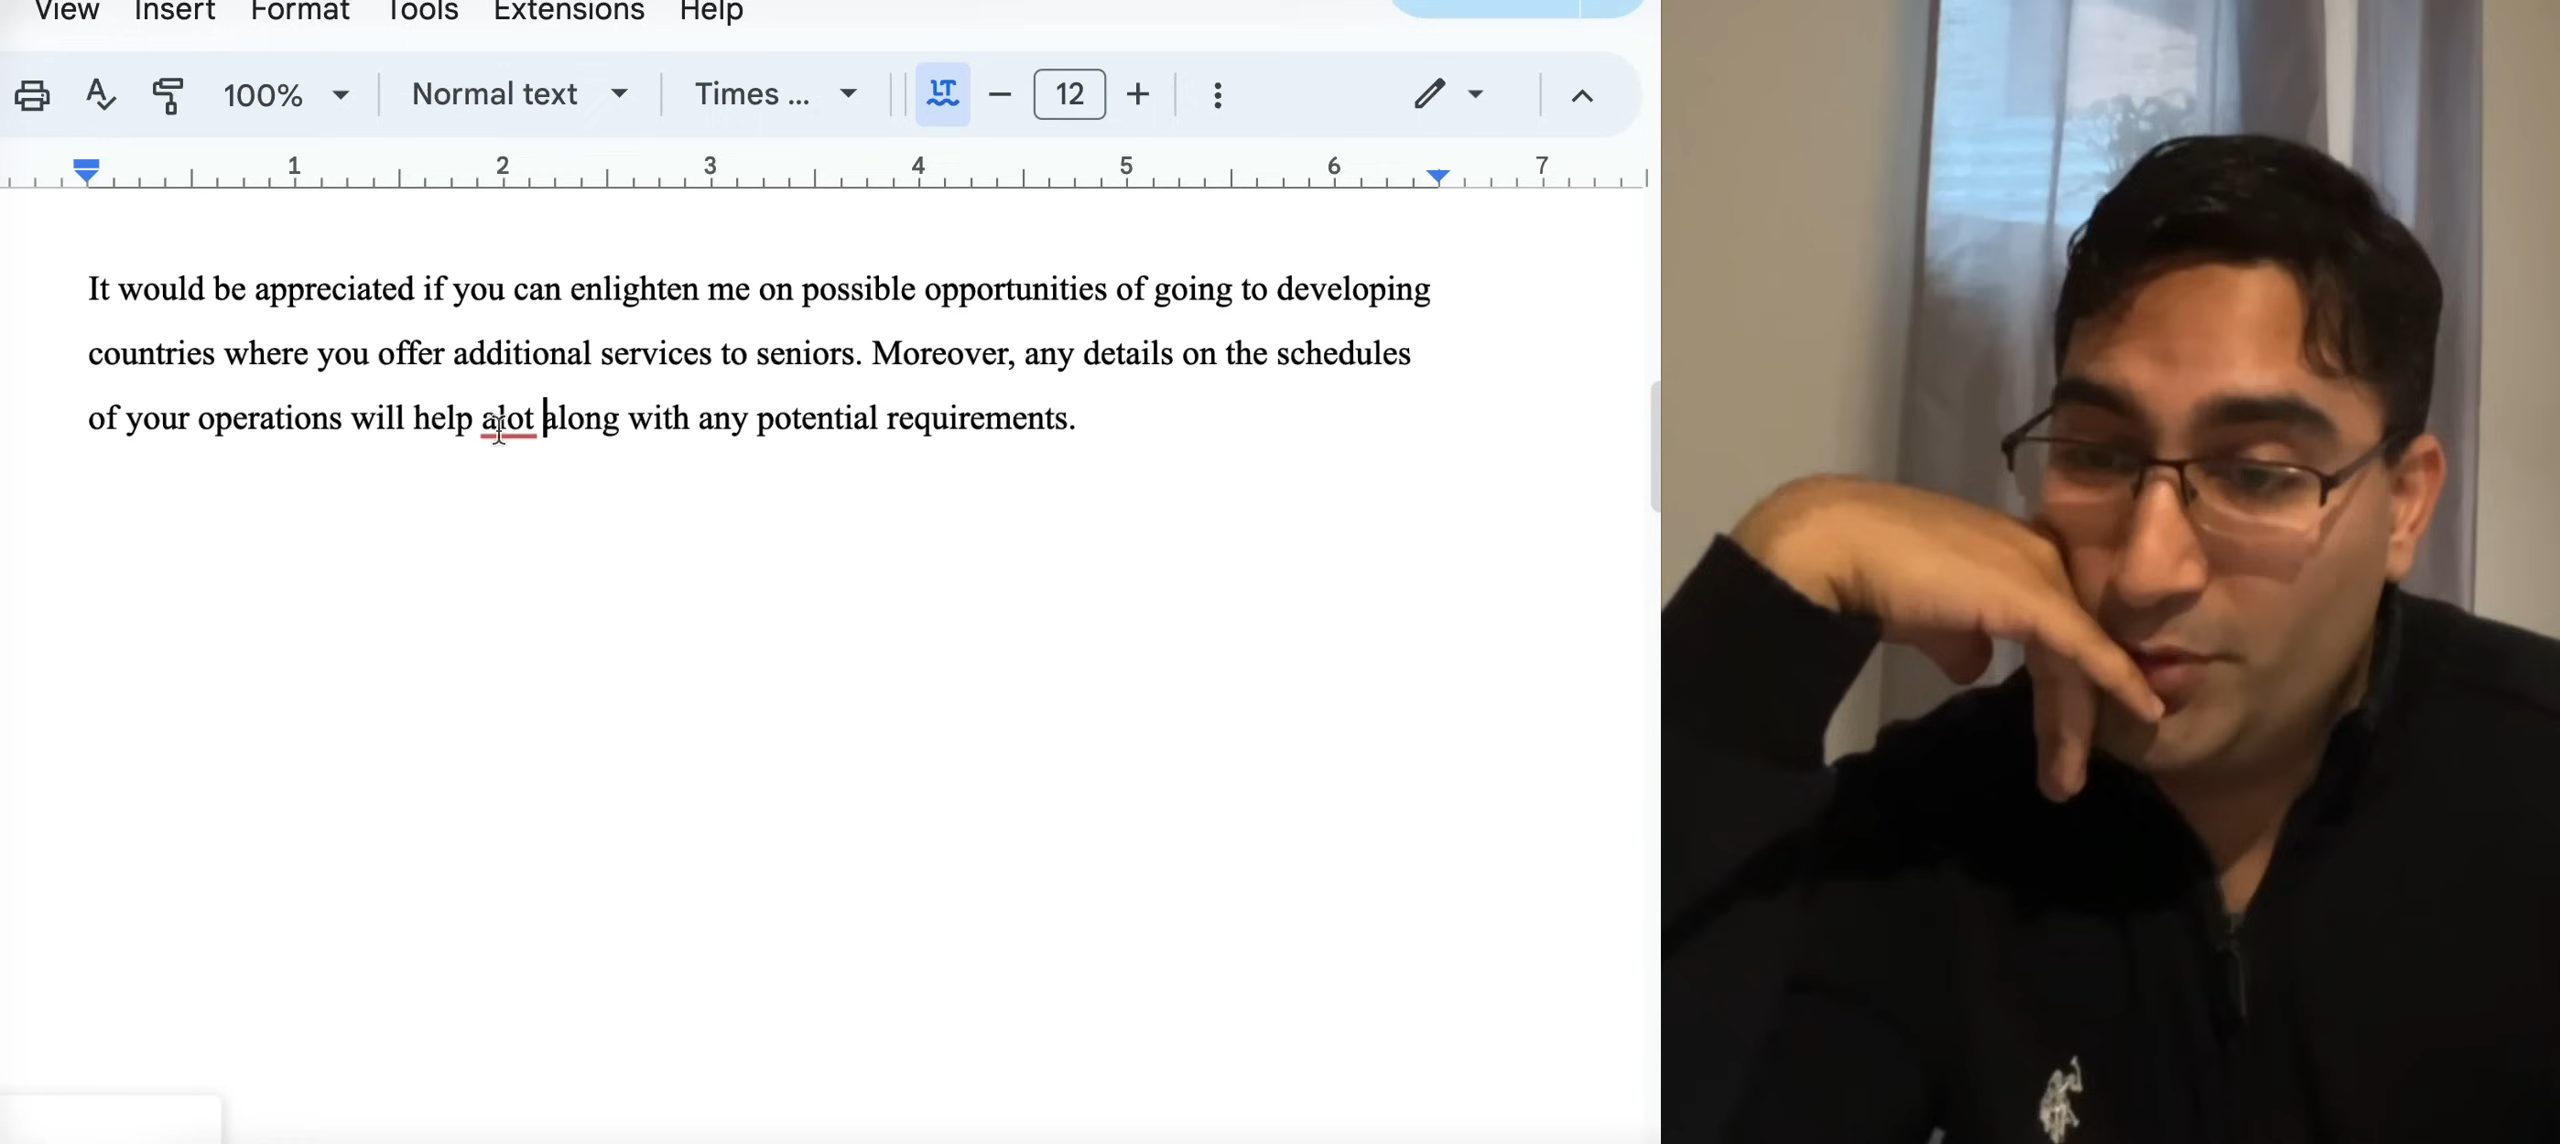 View Insert Format Tools Extensions Help
100% Normal text Times ... LT 12
1 2 3 4 5 6 7
It would be appreciated if you can enlighten me on possible opportunities of going to developing
countries where you offer additional services to seniors. Moreover, any details on the schedules
of your operations will help alot along with any potential requirements.